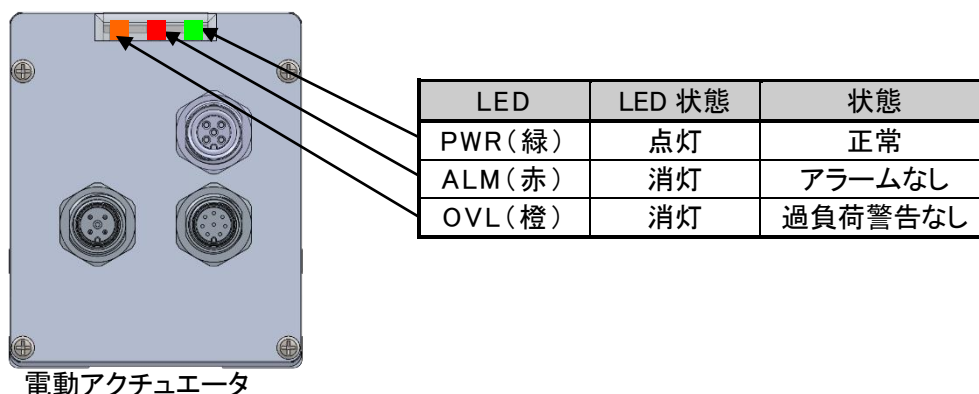 LED LED 状態 状態
PWR（緑） 点灯 正常
ALM（赤） 消灯 アラームなし
OVL（橙） 消灯 過負荷警告なし
電動アクチュエータ